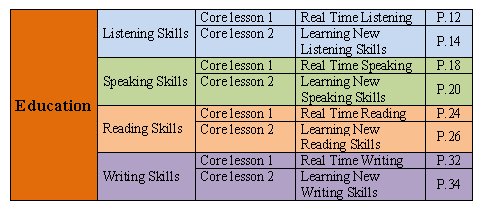 Education
Listening Skills
Core lesson 1
Real Time Listening
P.12
Core lesson 2
Learning New
Listening Skills
P.14
Speaking Skills
Core lesson 1
Real Time Speaking
P.18
Core lesson 2
Learning New
Speaking Skills
P.20
Reading Skills
Core lesson 1
Real Time Reading
P.24
Core lesson 2
Learning New
Reading Skills
P.26
Writing Skills
Core lesson 1
Real Time Writing
P.32
Core lesson 2
Learning New
Writing Skills
P.34